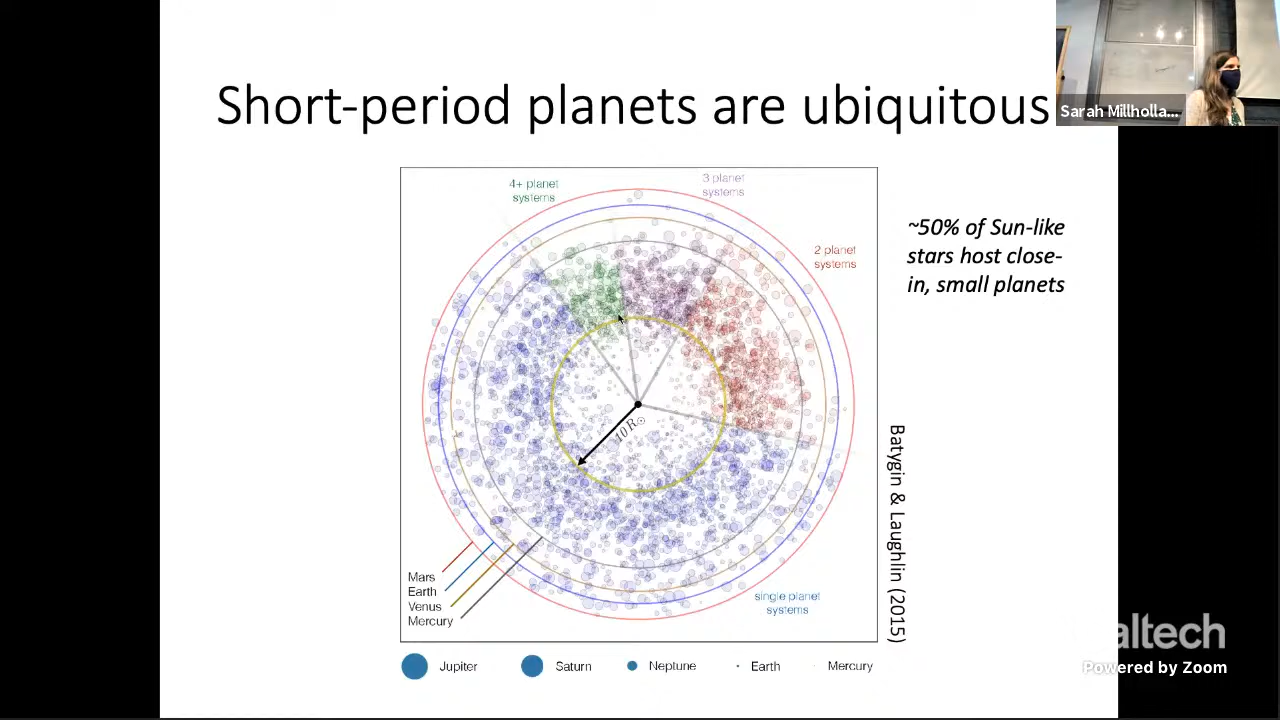 Short-period planets are ubiquitous
Sarah Millholla...
4+ planet
systems
3 planet
systems
2 planet
systems
~50% of Sun-like
stars host close-
in, small planets
10 R☉
Batygin & Laughlin (2015)
Mars
Earth
Venus
Mercury
single planet
systems
Jupiter
Saturn
Neptune
Earth
Mercury
altech
Powered by Zoom